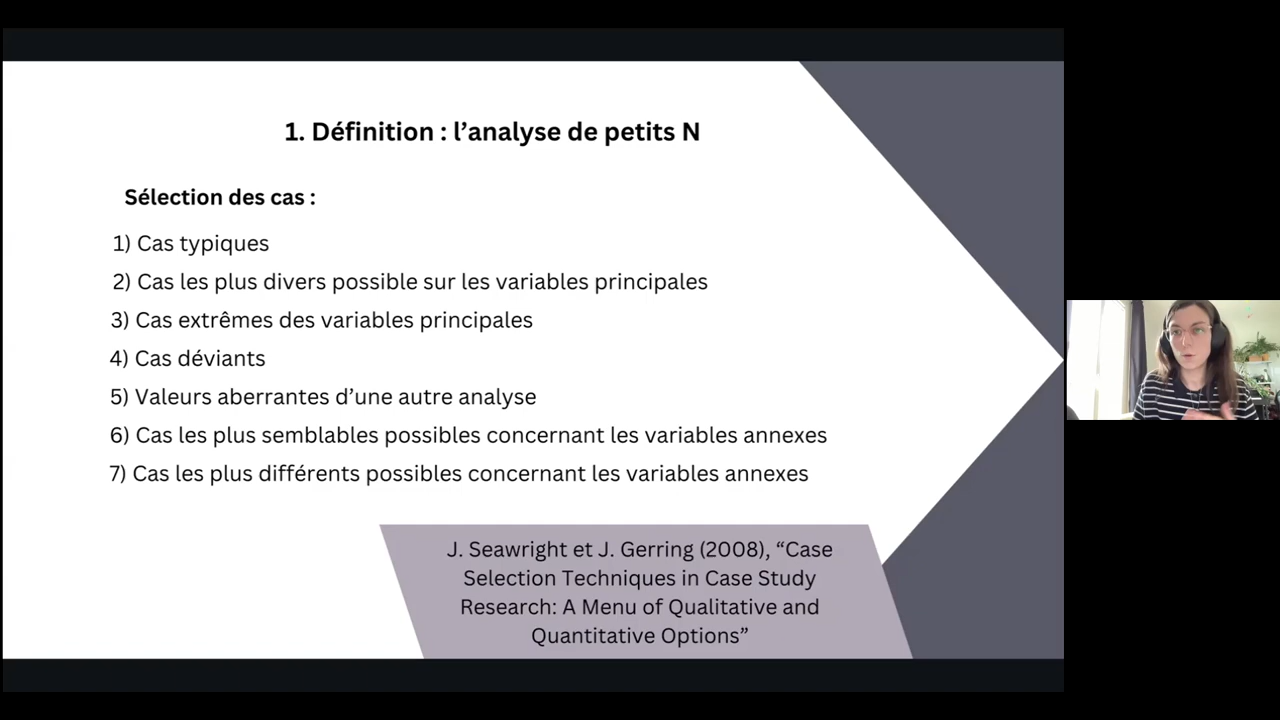 1. Définition : l’analyse de petits N
Sélection des cas :
1) Cas typiques
2) Cas les plus divers possible sur les variables principales
3) Cas extrêmes des variables principales
4) Cas déviants
5) Valeurs aberrantes d’une autre analyse
6) Cas les plus semblables possibles concernant les variables annexes
7) Cas les plus différents possibles concernant les variables annexes
J. Seawright et J. Gerring (2008), “Case
Selection Techniques in Case Study
Research: A Menu of Qualitative and
Quantitative Options”